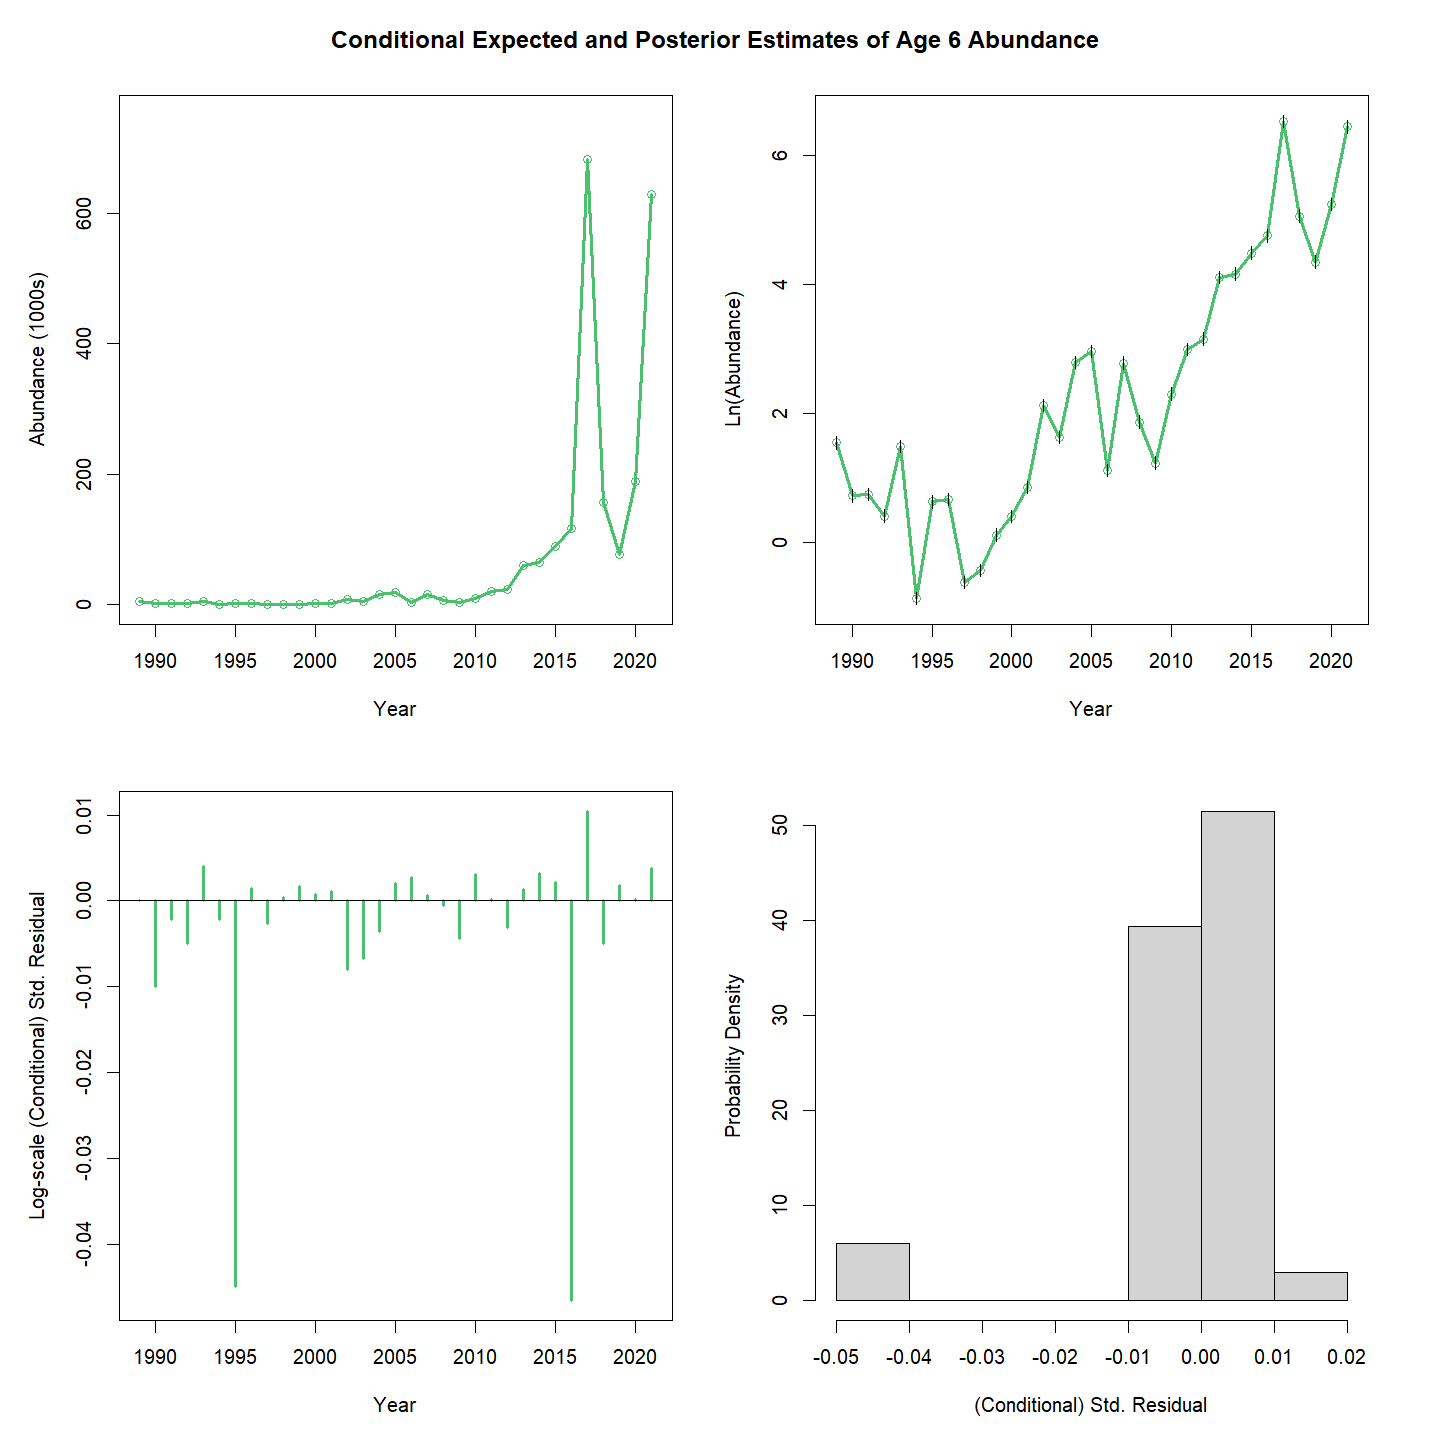 Conditional Expected and Posterior Estimates of Age 6 Abundance
Abundance (1000s)
600
400
200
0
1990 1995 2000 2005 2010 2015 2020
Year
Ln(Abundance)
6
4
2
0
1990 1995 2000 2005 2010 2015 2020
Year
Log-scale (Conditional) Std. Residual
0.01
0.00
-0.01
-0.02
-0.03
-0.04
1990 1995 2000 2005 2010 2015 2020
Year
Probability Density
50
40
30
20
10
0
-0.05 -0.04 -0.03 -0.02 -0.01 0.00 0.01 0.02
(Conditional) Std. Residual